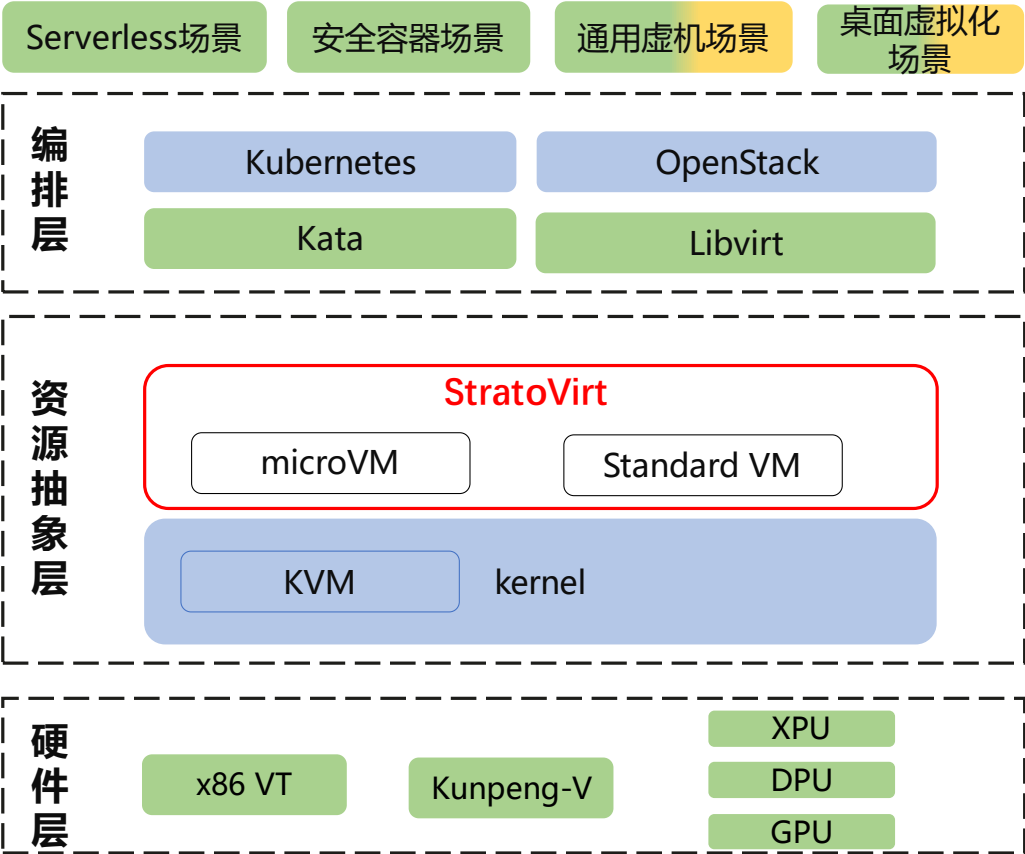 Serverless场景
安全容器场景
通用虚机场景
桌面虚拟化
场景
编排层
Kubernetes
OpenStack
Kata
Libvirt
资源抽象层
StratoVirt
microVM
Standard VM
KVM
kernel
硬件层
x86 VT
Kunpeng-V
XPU
DPU
GPU